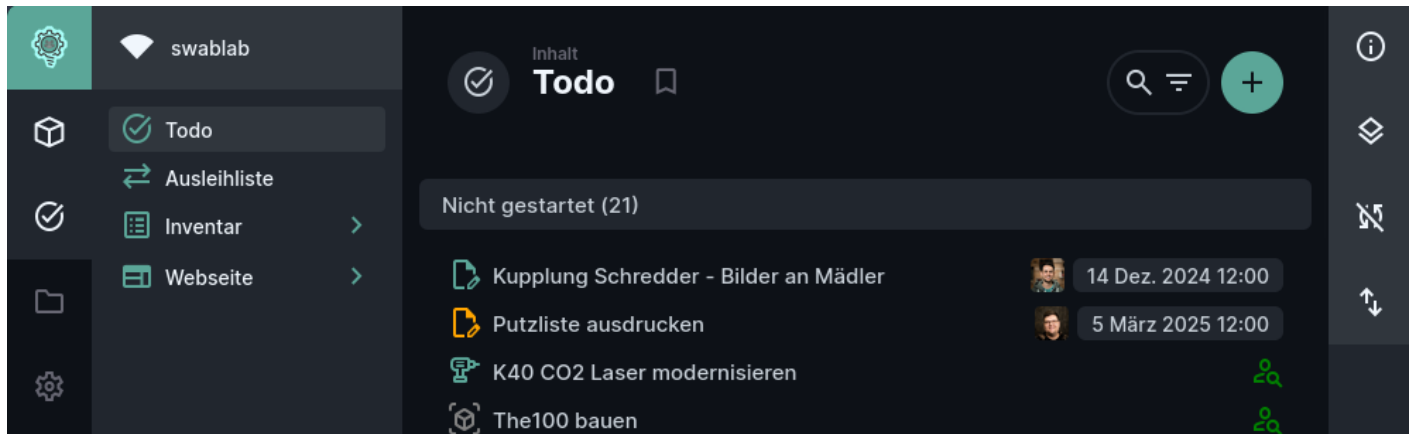 swablab
Todo
Ausleihliste
Inventar
Webseite
Inhalt
Todo
Nicht gestartet (21)
Kupplung Schredder - Bilder an Mädler 14 Dez. 2024 12:00
Putzliste ausdrucken 5 März 2025 12:00
K40 CO2 Laser modernisieren
The100 bauen